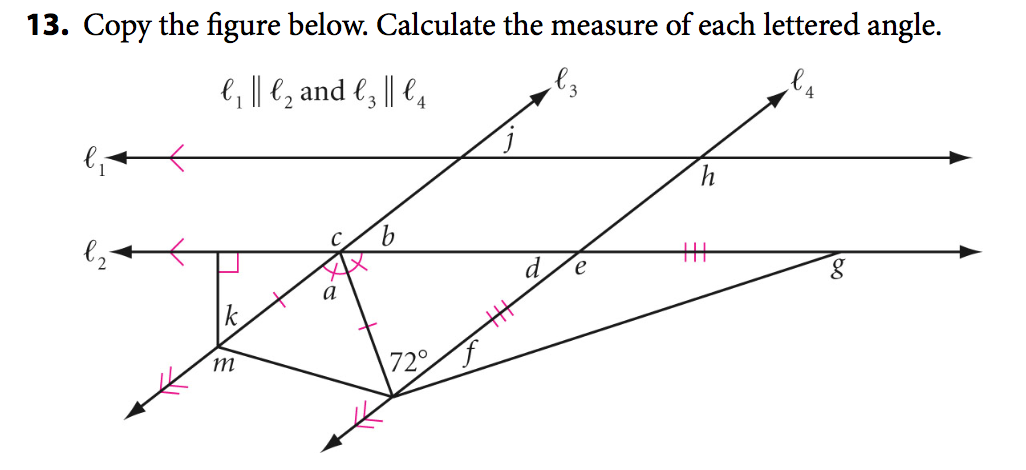 13. Copy the figure below. Calculate the measure of each lettered angle.
ℓ₁ ∥ ℓ₂ and ℓ₃ ∥ ℓ₄
ℓ₃
ℓ₄
j
ℓ₁
h
c
b
ℓ₂
d
e
g
a
k
m
72°
f